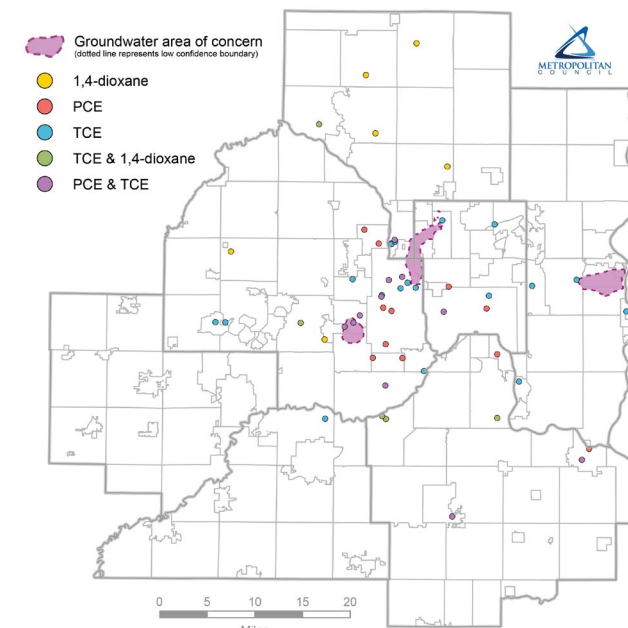 Groundwater area of concern
(dotted line represents low confidence boundary)
1,4-dioxane
PCE
TCE
TCE & 1,4-dioxane
PCE & TCE
METROPOLITAN
COUNCIL
0 5 10 15 20